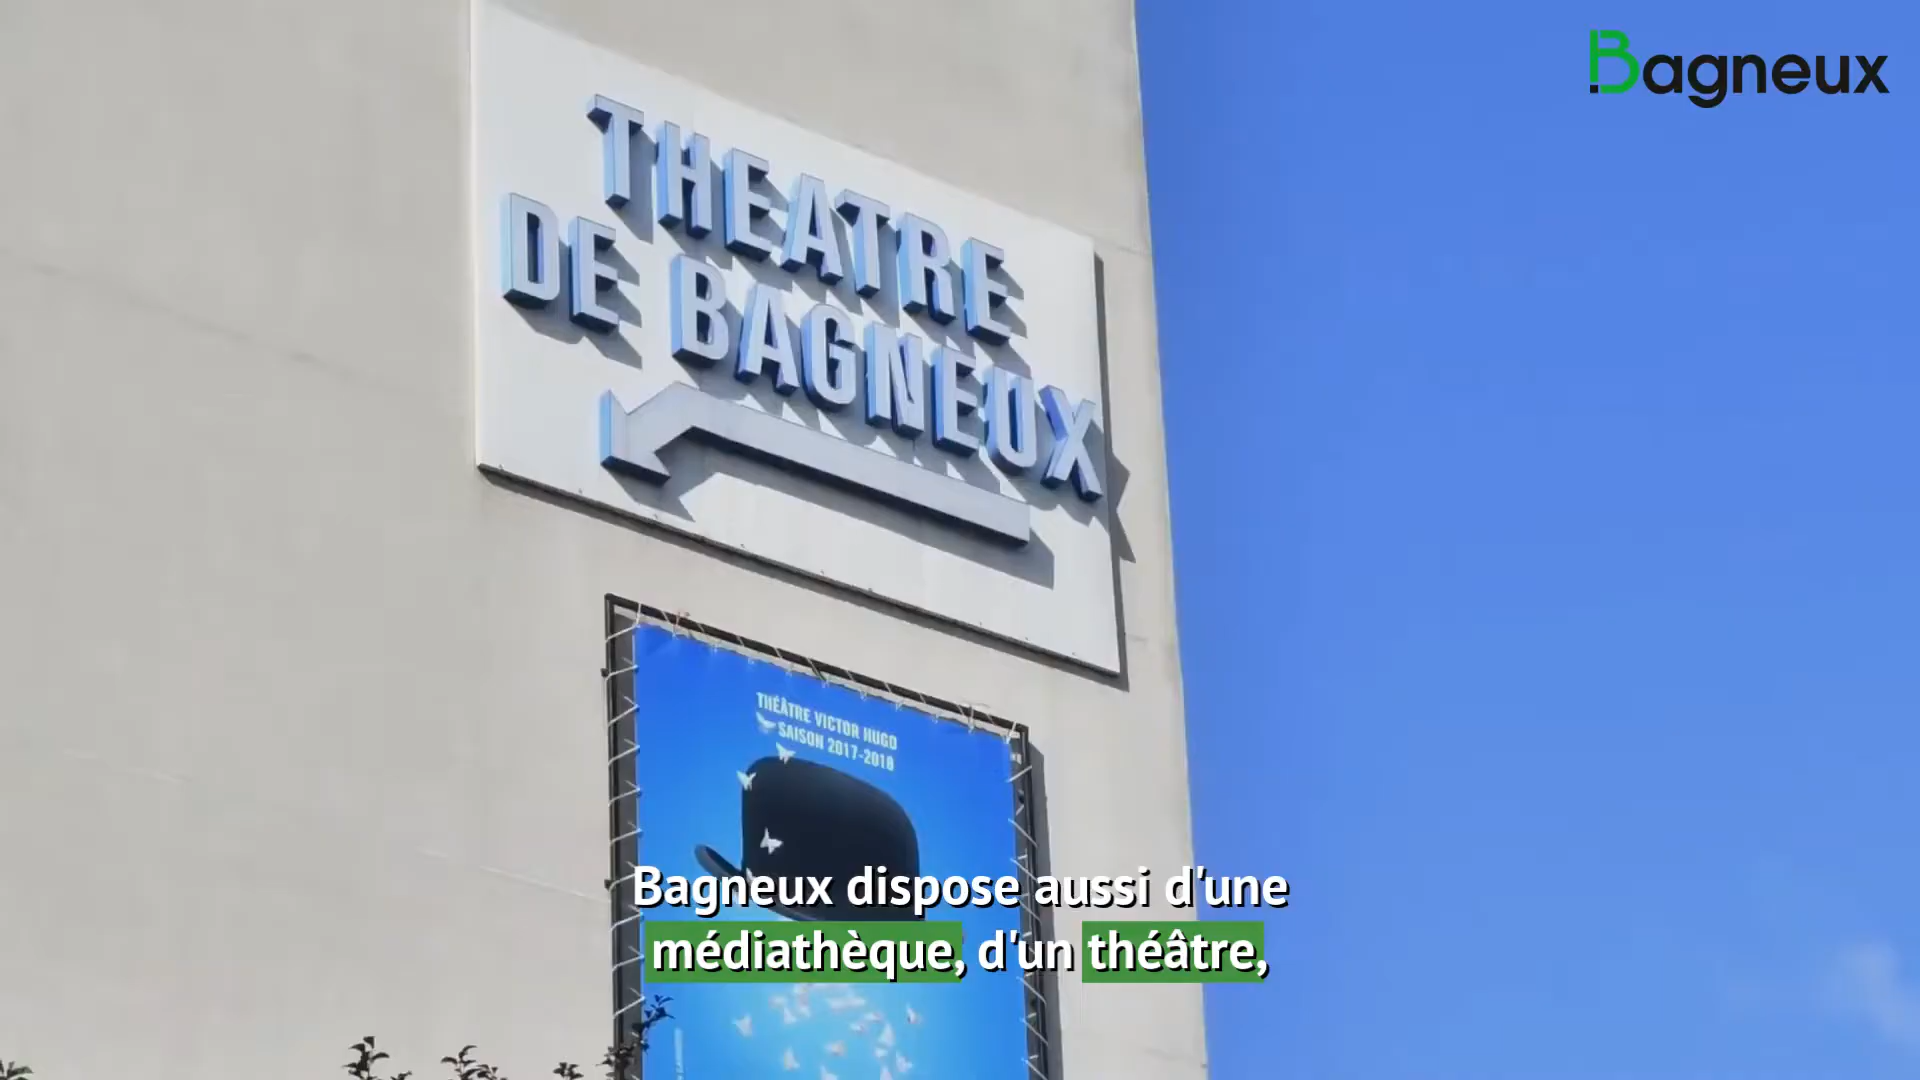 Bagneux
THEATRE
DE BAGNEUX
THÉÂTRE VICTOR HUGO
SAISON 2017-2018
Bagneux dispose aussi d'une
médiathèque, d'un théâtre,